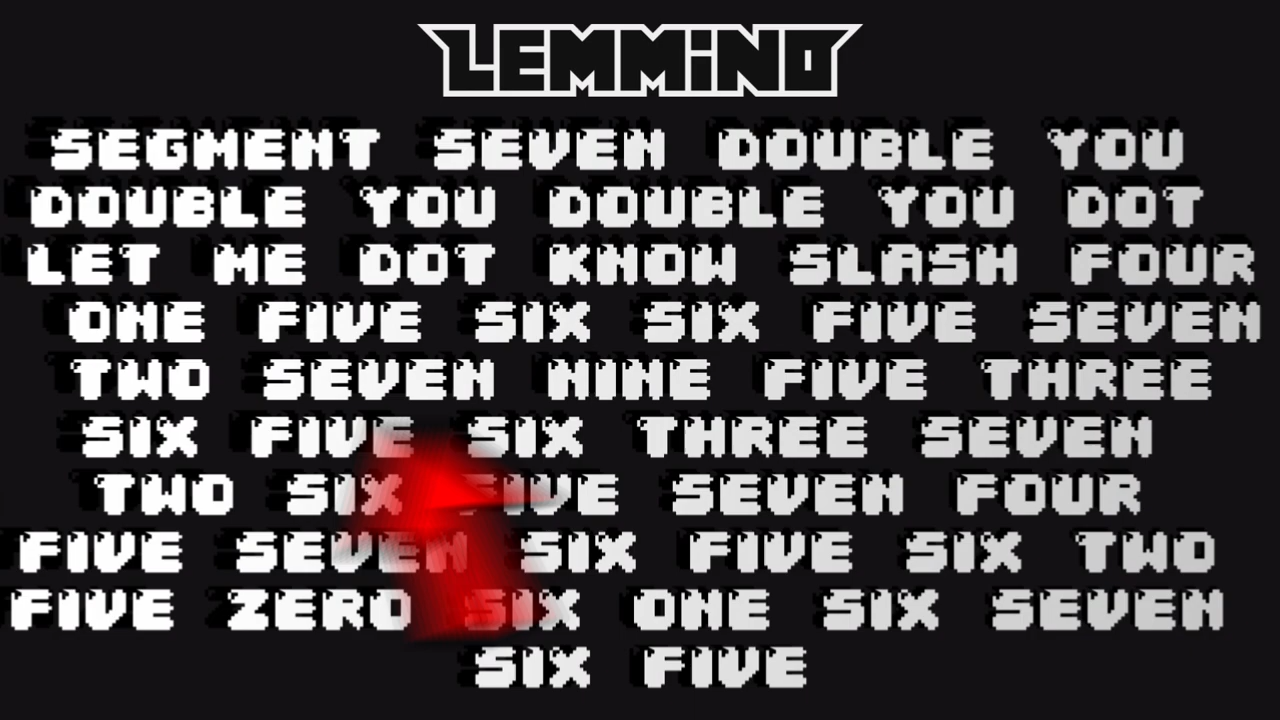 LEMMiNO
SEGMENT SEVEN DOUBLE YOU
DOUBLE YOU DOUBLE YOU DOT
LET ME DOT KNOW SLASH FOUR
ONE FIVE SIX SIX FIVE SEVEN
TWO SEVEN NINE FIVE THREE
SIX FIVE SIX THREE SEVEN
TWO SIX FIVE SEVEN FOUR
FIVE SEVEN SIX FIVE SIX TWO
FIVE ZERO SIX ONE SIX SEVEN
SIX FIVE